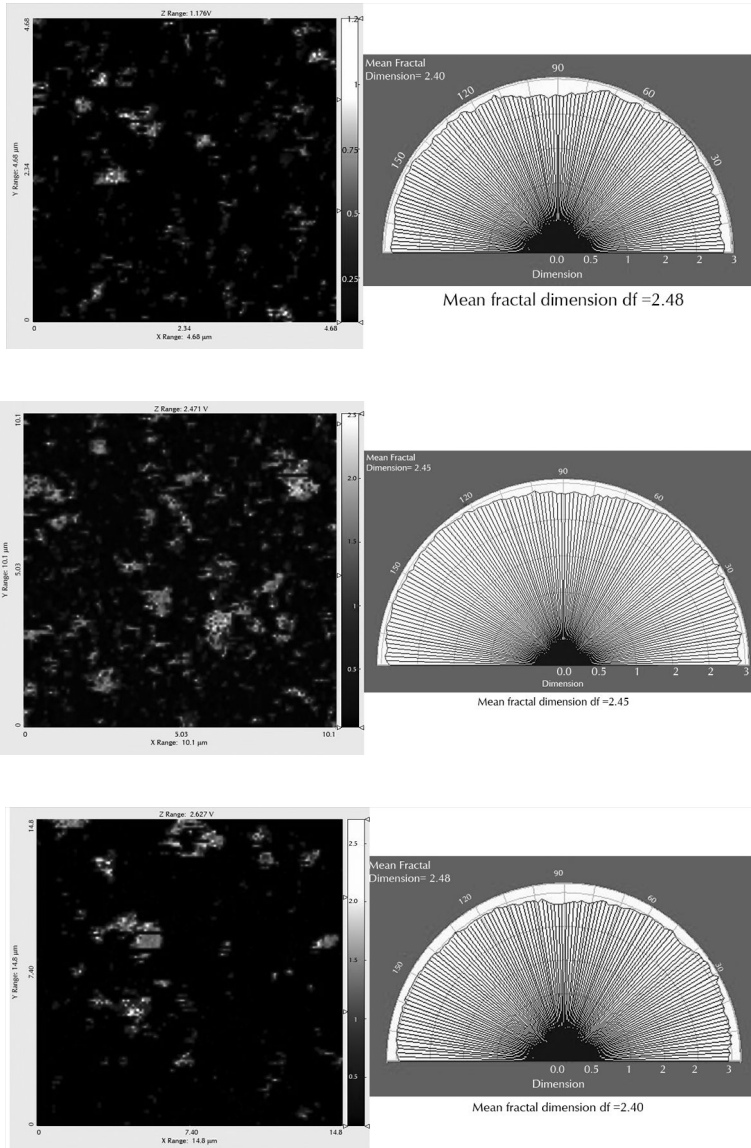 Z Range: 1.176V
4.68
2.34
0
Y Range: 4.68 µm
0
2.34
4.68
X Range: 4.68 µm
1.2
1
0.75
0.5
0.25
Mean Fractal
Dimension= 2.40
150
120
90
60
30
0.0 0.5 1 2 2 3
Dimension
Mean fractal dimension df =2.48
Z Range: 2.471 V
10.1
5.03
0
Y Range: 10.1 µm
0
5.03
10.1
X Range: 10.1 µm
2.5
2.0
1
0.5
Mean Fractal
Dimension= 2.45
150
120
90
60
30
0.0 0.5 1 2 2 3
Dimension
Mean fractal dimension df =2.45
Z Range: 2.627 V
14.8
7.40
0
Y Range: 14.8 µm
0
7.40
14.8
X Range: 14.8 µm
2.5
2.0
1.5
1
0.5
Mean Fractal
Dimension= 2.48
150
120
90
60
30
0.0 0.5 1 2 2 3
Dimension
Mean fractal dimension df =2.40